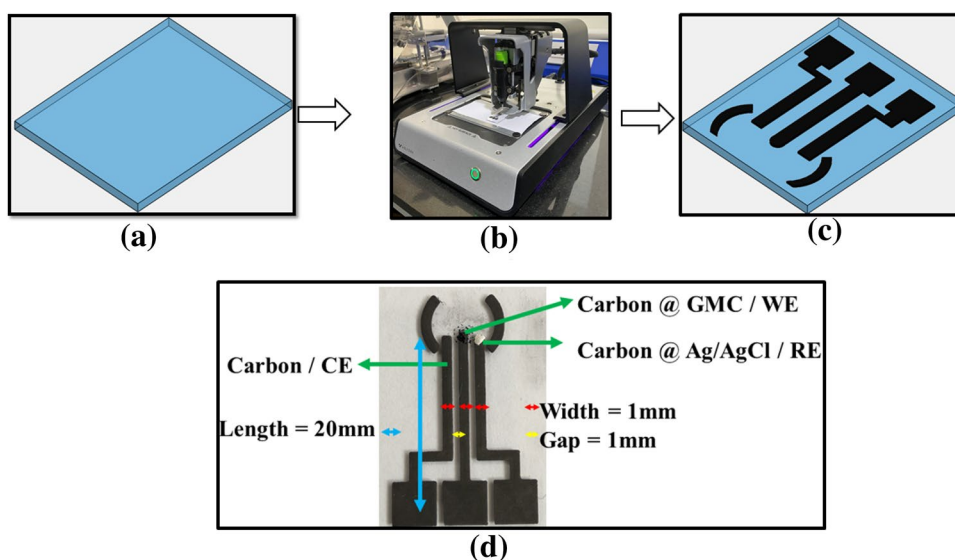 (a)
(b)
(c)
Carbon @ GMC / WE
Carbon / CE
Carbon @ Ag/AgCl / RE
Length = 20mm
Width = 1mm
Gap = 1mm
(d)